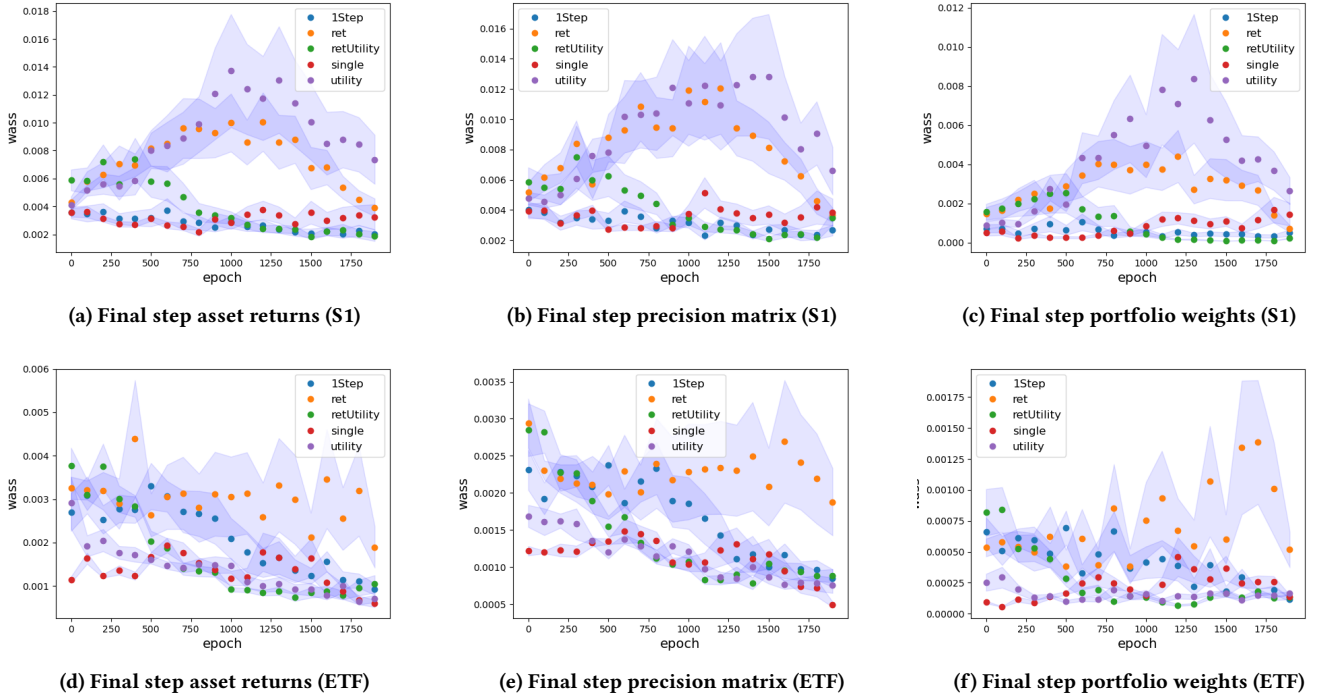 0.018
0.016
0.014
0.012
0.010
0.008
0.006
0.004
0.002
wass
0
250
500
750
1000
1250
1500
1750
epoch
1Step
ret
retUtility
single
utility
(a) Final step asset returns (S1)
0.016
0.014
0.012
0.010
0.008
0.006
0.004
0.002
wass
0
250
500
750
1000
1250
1500
1750
epoch
1Step
ret
retUtility
single
utility
(b) Final step precision matrix (S1)
0.012
0.010
0.008
0.006
0.004
0.002
0.000
wass
0
250
500
750
1000
1250
1500
1750
epoch
1Step
ret
retUtility
single
utility
(c) Final step portfolio weights (S1)
0.006
0.005
0.004
0.003
0.002
0.001
wass
0
250
500
750
1000
1250
1500
1750
epoch
1Step
ret
retUtility
single
utility
(d) Final step asset returns (ETF)
0.0035
0.0030
0.0025
0.0020
0.0015
0.0010
0.0005
wass
0
250
500
750
1000
1250
1500
1750
epoch
1Step
ret
retUtility
single
utility
(e) Final step precision matrix (ETF)
0.00175
0.00150
0.00125
0.00100
0.00075
0.00050
0.00025
0.00000
0
250
500
750
1000
1250
1500
1750
epoch
1Step
ret
retUtility
single
utility
(f) Final step portfolio weights (ETF)